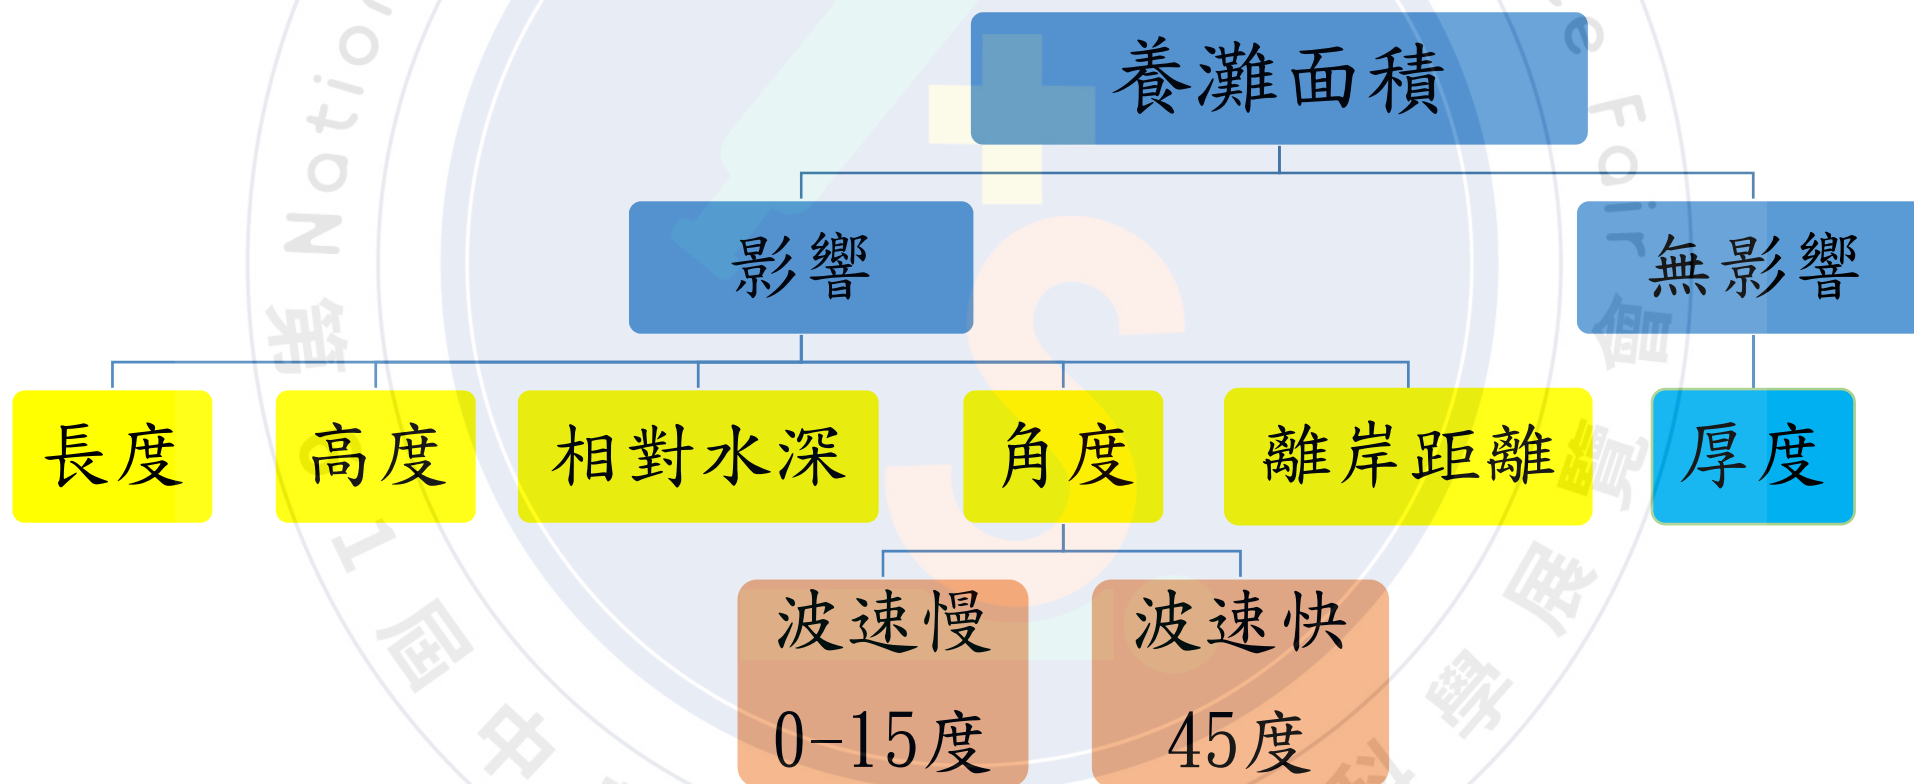 養灘面積
影響
無影響
長度
高度
相對水深
角度
離岸距離
厚度
波速慢
0-15度
波速快
45度